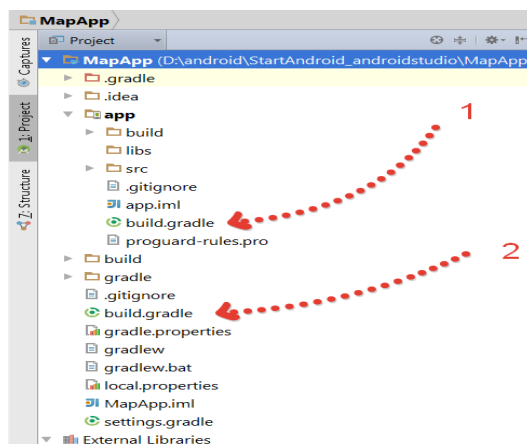 MapApp
Project
MapApp (D:\android\StartAndroid_androidstudio\MapApp
.gradle
.idea
app
build
libs
src
.gitignore
app.iml
build.gradle
proguard-rules.pro
build
gradle
.gitignore
build.gradle
gradle.properties
gradlew
gradlew.bat
local.properties
MapApp.iml
settings.gradle
External Libraries
Captures
1: Project
7: Structure
1
2